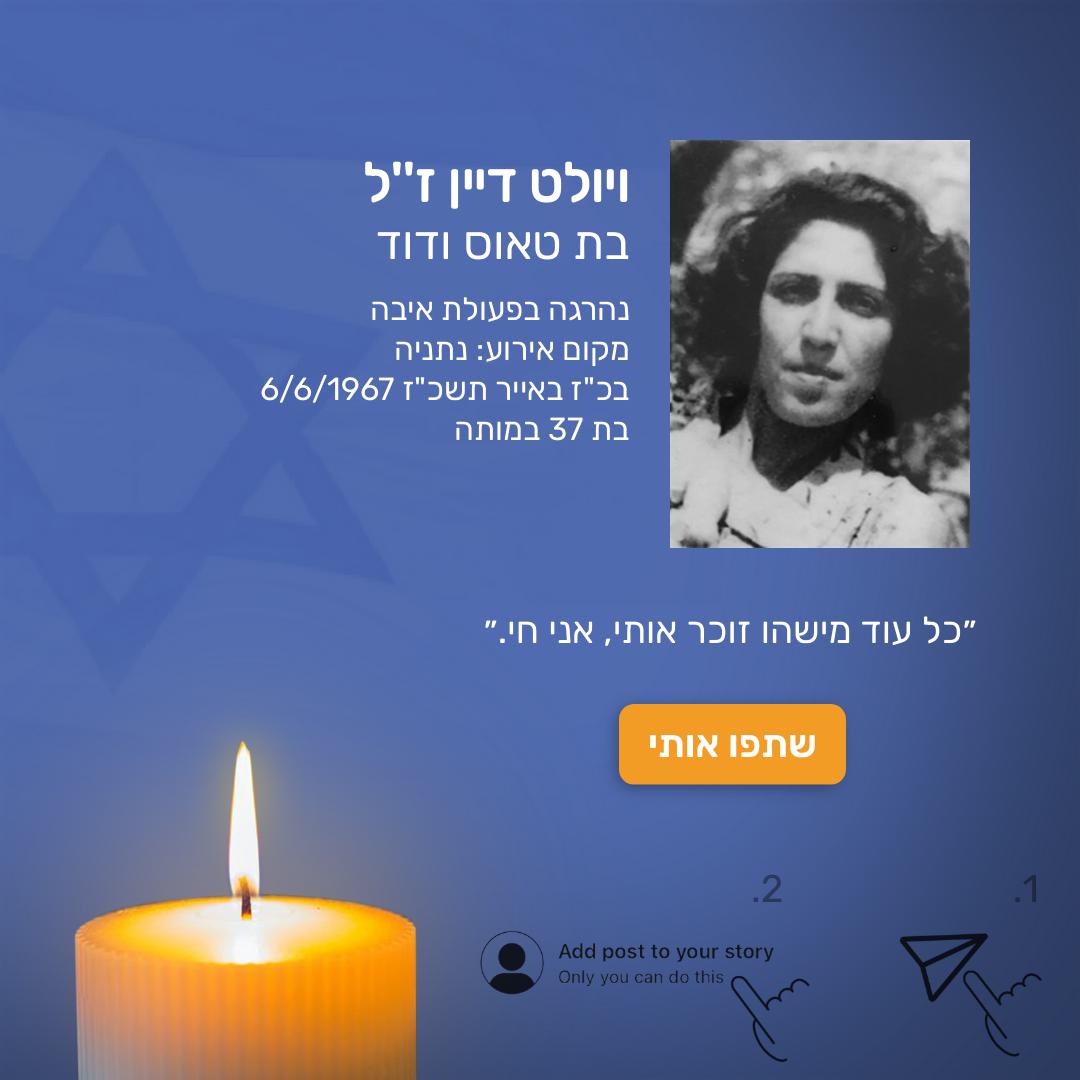 ויולט דיין ז"ל
בת טאוס ודוד
נהרגה בפעולת איבה
מקום אירוע: נתניה
בכ"ז באייר תשכ"ז 6/6/1967
בת 37 במותה
״כל עוד מישהו זוכר אותי, אני חי.״
שתפו אותי
1.
2.
Add post to your story
Only you can do this